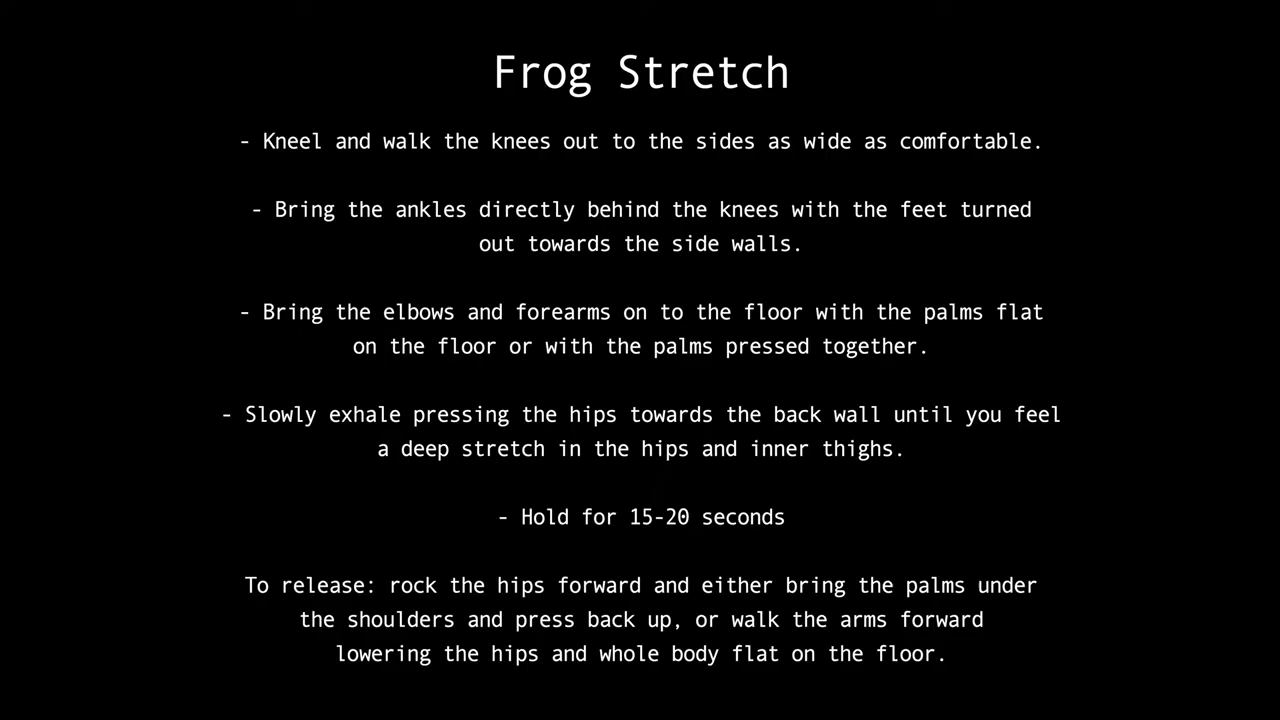 Frog Stretch
- Kneel and walk the knees out to the sides as wide as comfortable.
- Bring the ankles directly behind the knees with the feet turned
out towards the side walls.
- Bring the elbows and forearms on to the floor with the palms flat
on the floor or with the palms pressed together.
- Slowly exhale pressing the hips towards the back wall until you feel
a deep stretch in the hips and inner thighs.
- Hold for 15-20 seconds
To release: rock the hips forward and either bring the palms under
the shoulders and press back up, or walk the arms forward
lowering the hips and whole body flat on the floor.